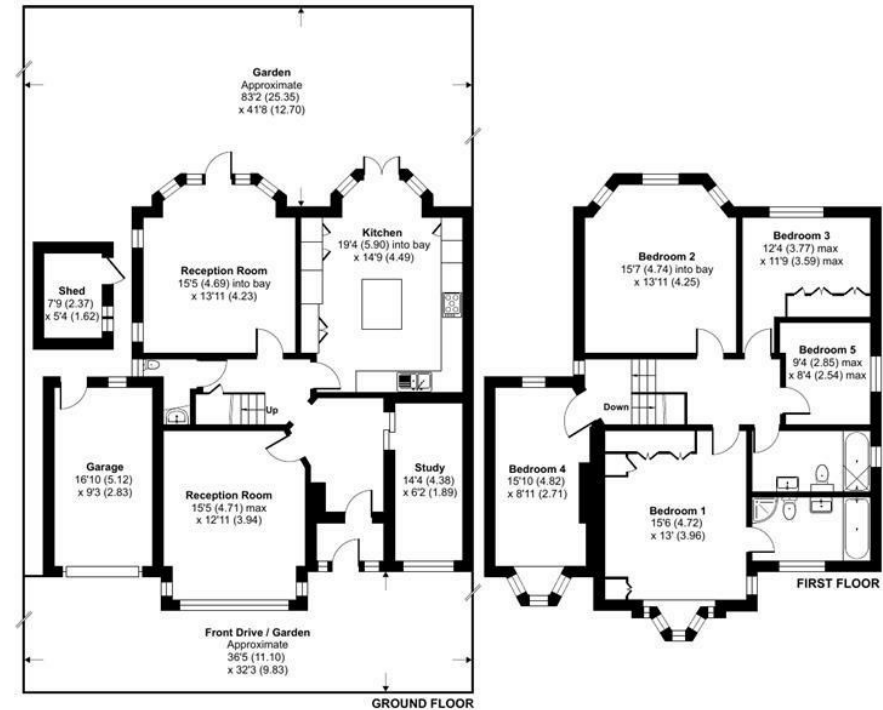 Garden
Approximate
83'2 (25.35)
x 41'8 (12.70)
Kitchen
19'4 (5.90) into bay
x 14'9 (4.49)
Reception Room
15'5 (4.69) into bay
x 13'11 (4.23)
Shed
7'9 (2.37)
x 5'4 (1.62)
Up
Garage
16'10 (5.12)
x 9'3 (2.83)
Reception Room
15'5 (4.71) max
x 12'11 (3.94)
Study
14'4 (4.38)
x 6'2 (1.89)
Front Drive / Garden
Approximate
36'5 (11.10)
x 32'3 (9.83)
GROUND FLOOR
Bedroom 2
15'7 (4.74) into bay
x 13'11 (4.25)
Bedroom 3
12'4 (3.77) max
x 11'9 (3.59) max
Bedroom 5
9'4 (2.85) max
x 8'4 (2.54) max
Down
Bedroom 4
15'10 (4.82)
x 8'11 (2.71)
Bedroom 1
15'6 (4.72)
x 13' (3.96)
FIRST FLOOR